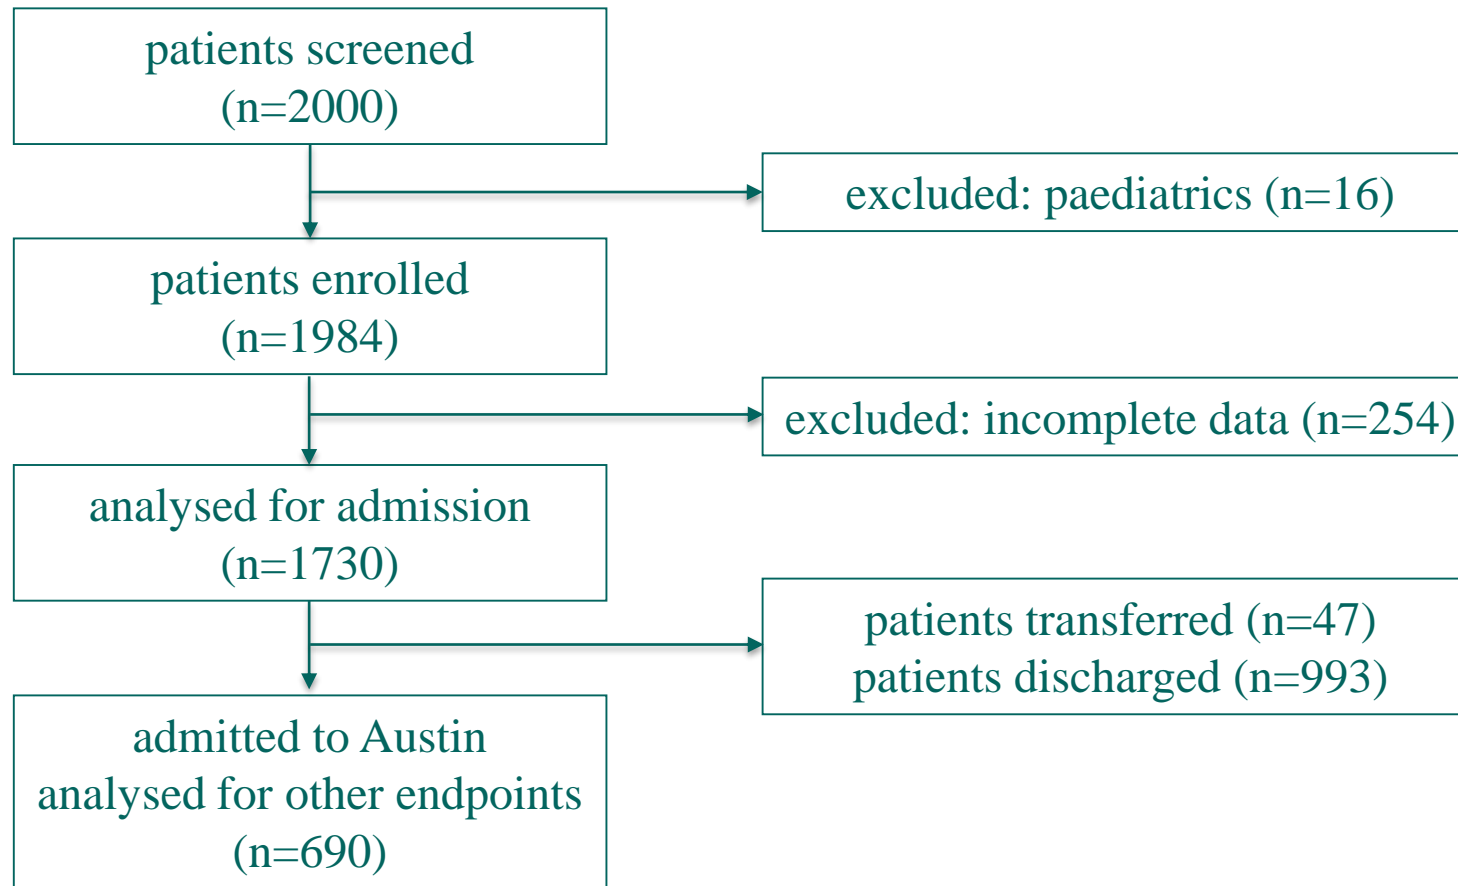 patients screened
(n=2000)
excluded: paediatrics (n=16)
patients enrolled
(n=1984)
excluded: incomplete data (n=254)
analysed for admission
(n=1730)
patients transferred (n=47)
patients discharged (n=993)
admitted to Austin
analysed for other endpoints
(n=690)